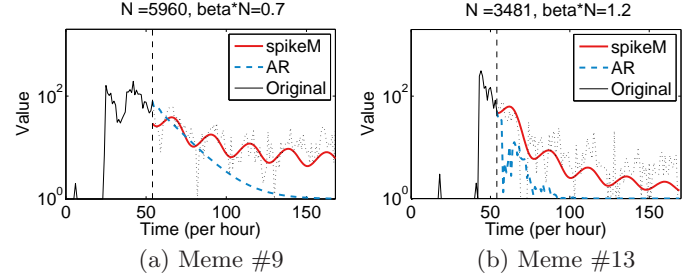 N =5960, beta*N=0.7
Value
10^2
10^0
spikeM
AR
Original
0 50 100 150
Time (per hour)
(a) Meme #9
N =3481, beta*N=1.2
Value
10^2
10^0
spikeM
AR
Original
0 50 100 150
Time (per hour)
(b) Meme #13